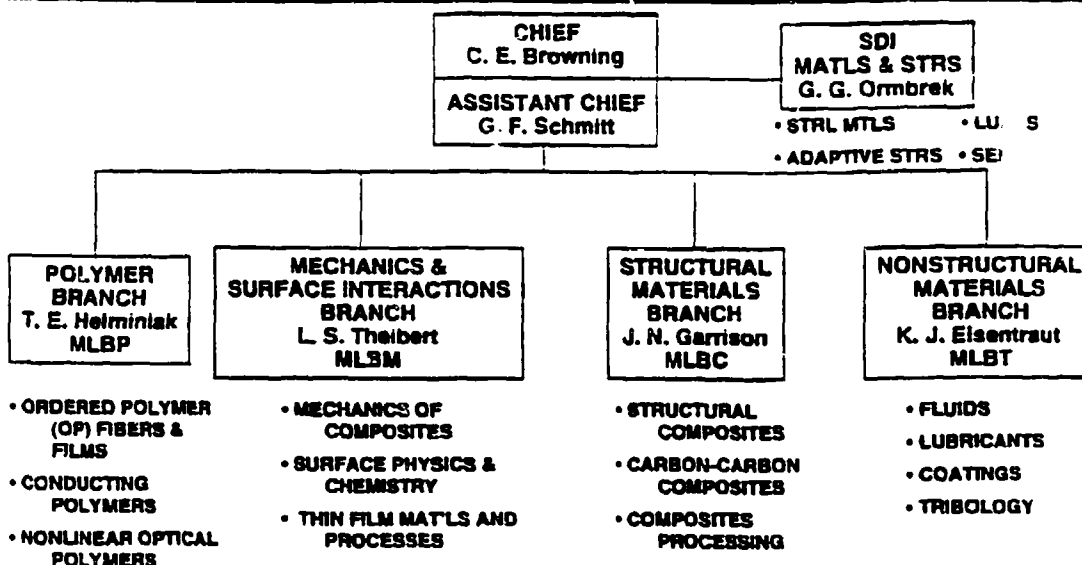 CHIEF
C. E. Browning
ASSISTANT CHIEF
G. F. Schmitt
SDI
MATLS & STRS
G. G. Ormbrek
• STRL MTLS
• ADAPTIVE STRS
POLYMER
BRANCH
T. E. Helminiak
MLBP
• ORDERED POLYMER
(OP) FIBERS &
FILMS
• CONDUCTING
POLYMERS
• NONLINEAR OPTICAL
POLYMERS
MECHANICS &
SURFACE INTERACTIONS
BRANCH
L. S. Theibert
MLBM
• MECHANICS OF
COMPOSITES
• SURFACE PHYSICS &
CHEMISTRY
• THIN FILM MAT'LS AND
PROCESSES
STRUCTURAL
MATERIALS
BRANCH
J. N. Garrison
MLBC
• STRUCTURAL
COMPOSITES
• CARBON-CARBON
COMPOSITES
• COMPOSITES
PROCESSING
NONSTRUCTURAL
MATERIALS
BRANCH
K. J. Eisentraut
MLBT
• FLUIDS
• LUBRICANTS
• COATINGS
• TRIBOLOGY